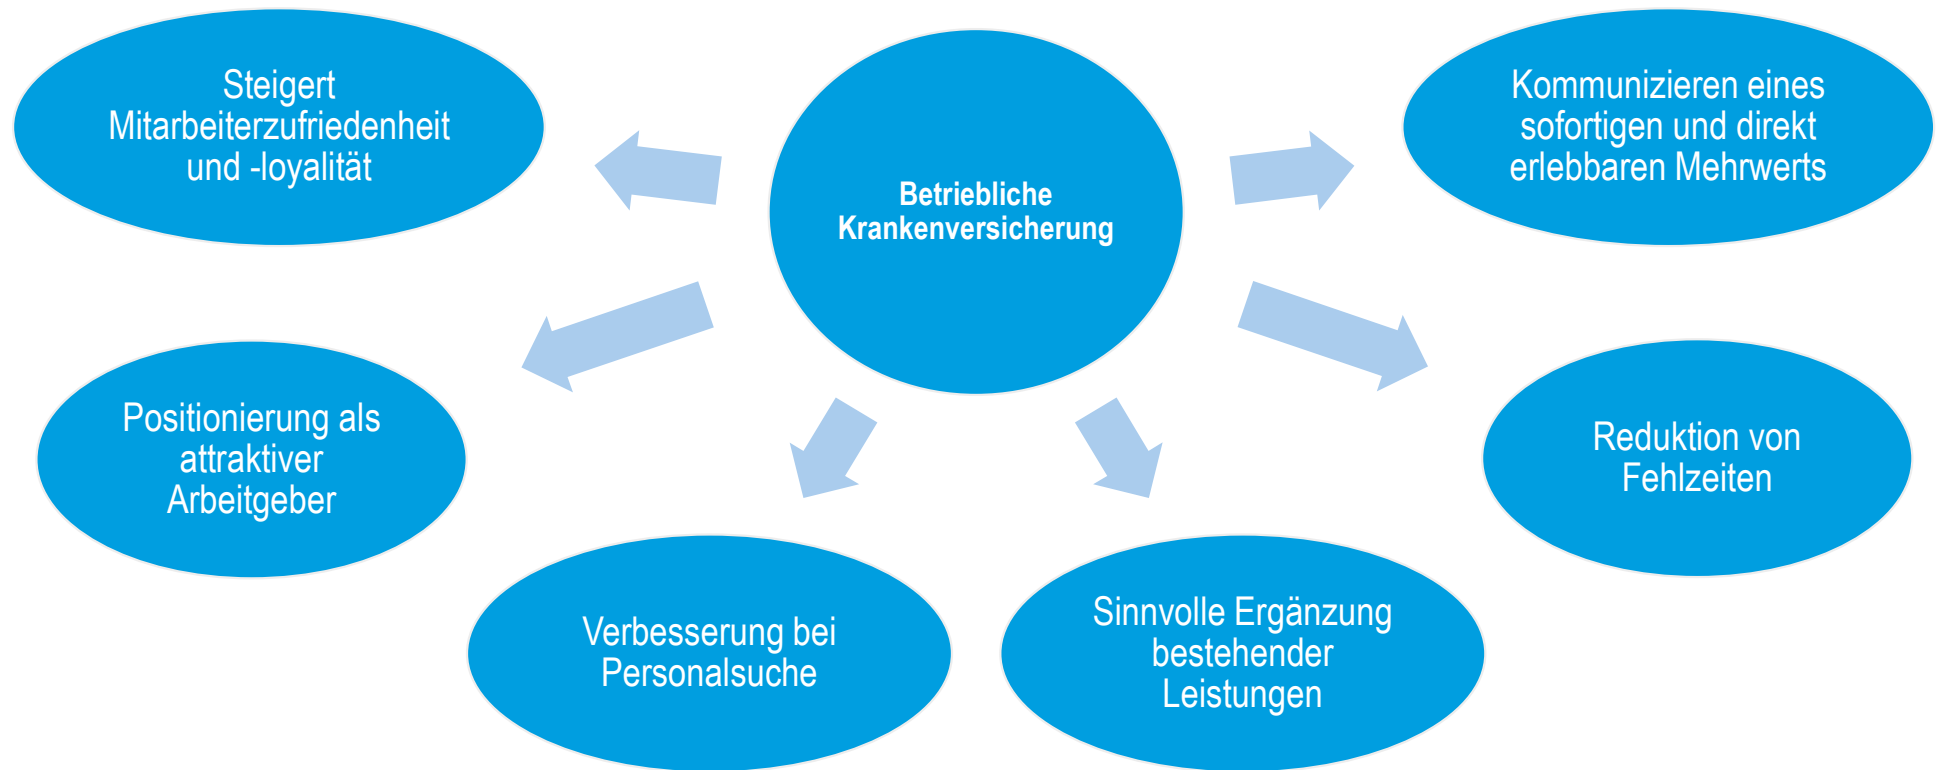 Steigert
Mitarbeiterzufriedenheit
und -loyalität
Betriebliche
Krankenversicherung
Kommunizieren eines
sofortigen und direkt
erlebbaren Mehrwerts
Positionierung als
attraktiver
Arbeitgeber
Reduktion von
Fehlzeiten
Verbesserung bei
Personalsuche
Sinnvolle Ergänzung
bestehender
Leistungen